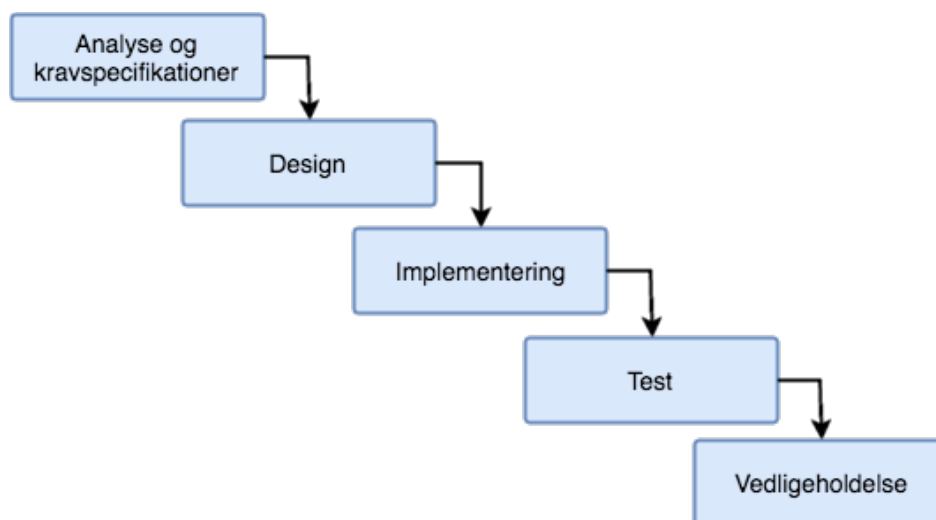 Analyse og
kravspecifikationer
Design
Implementering
Test
Vedligeholdelse